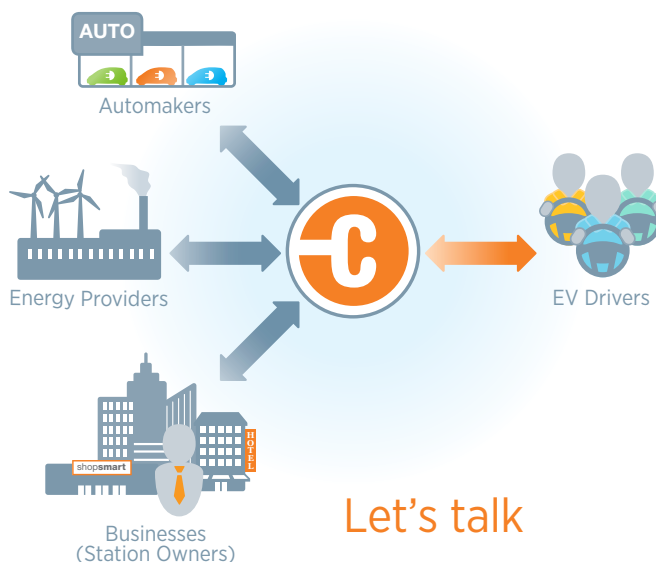 AUTO
Automakers
Energy Providers
C
EV Drivers
HOTEL
shopsmart
Businesses
(Station Owners)
Let's talk